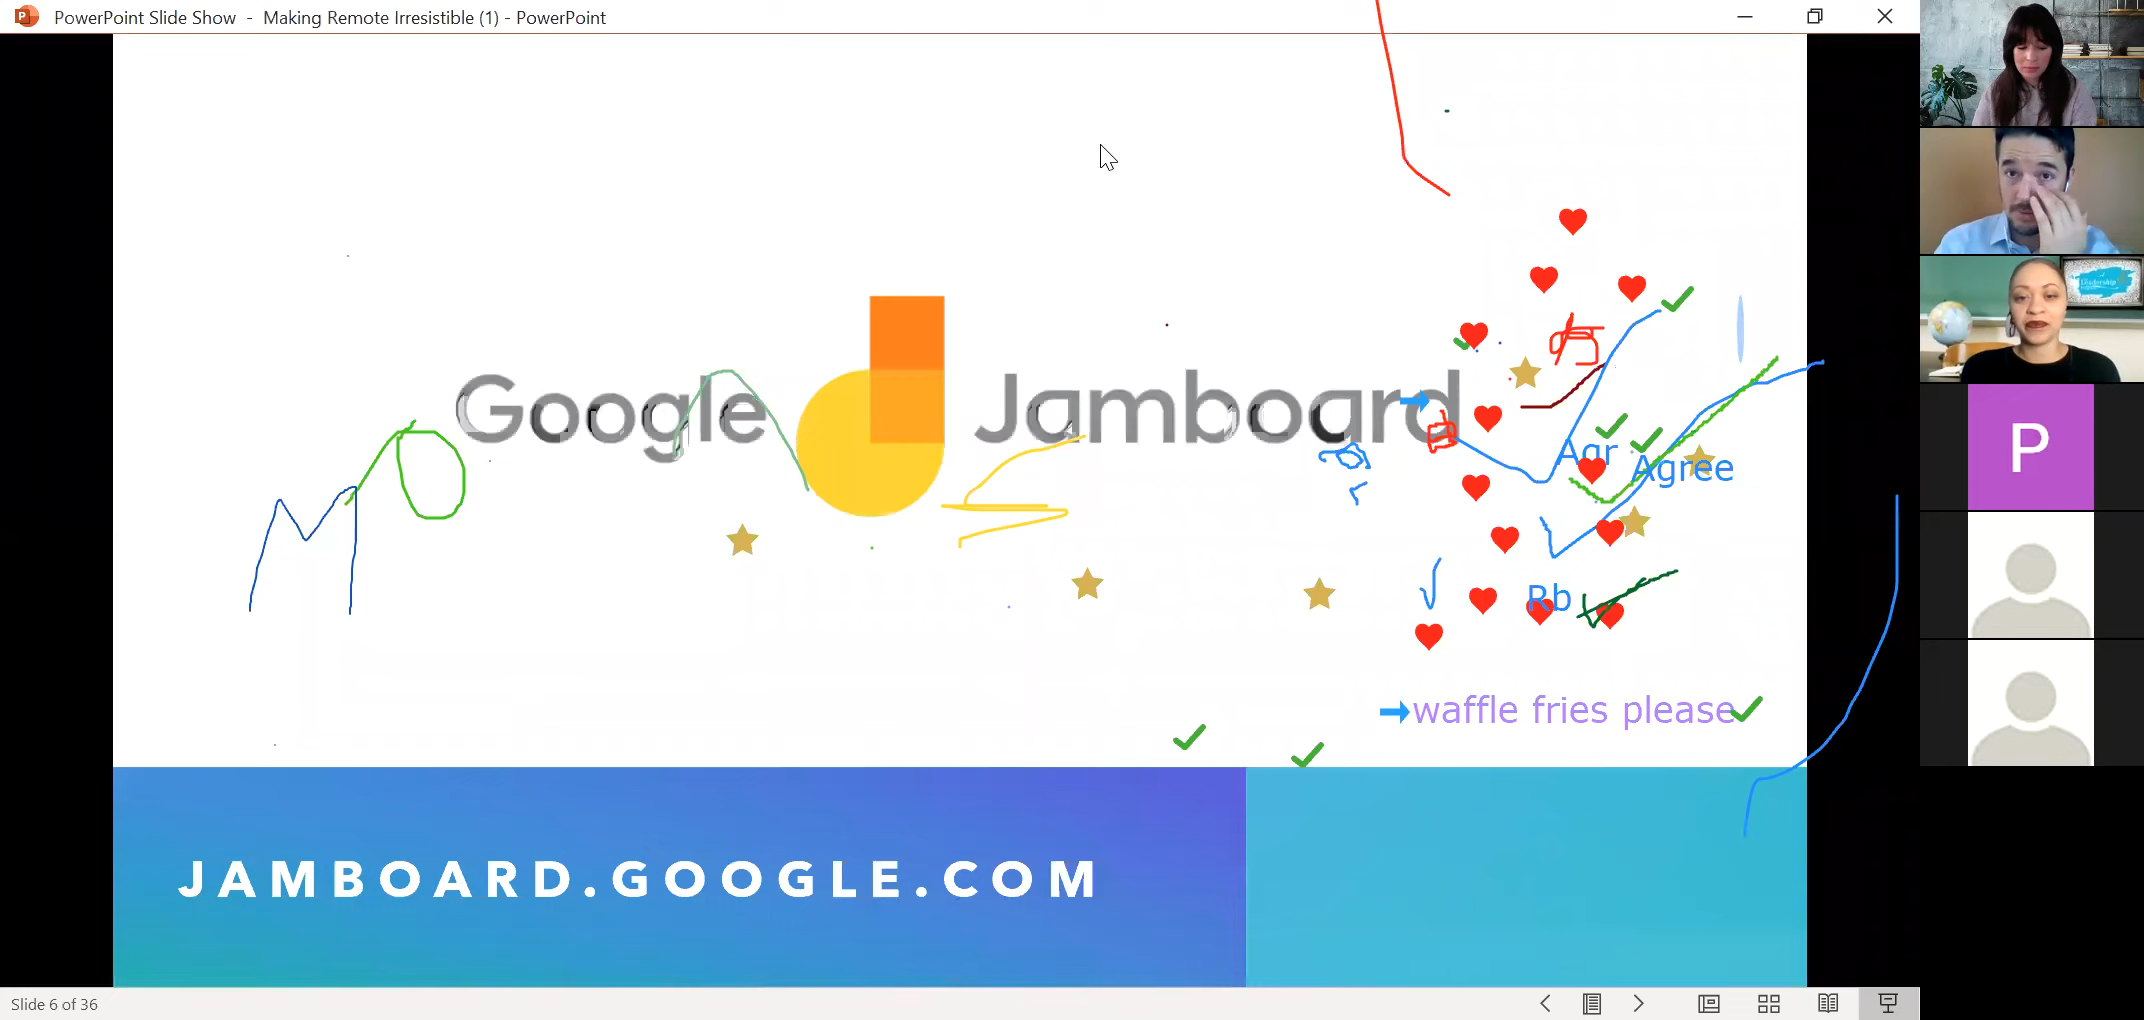 PowerPoint Slide Show - Making Remote Irresistible (1) - PowerPoint
Leadership
Google Jamboard
Agr
Agree
Rb
P
waffle fries please
JAMBOARD.GOOGLE.COM
Slide 6 of 36